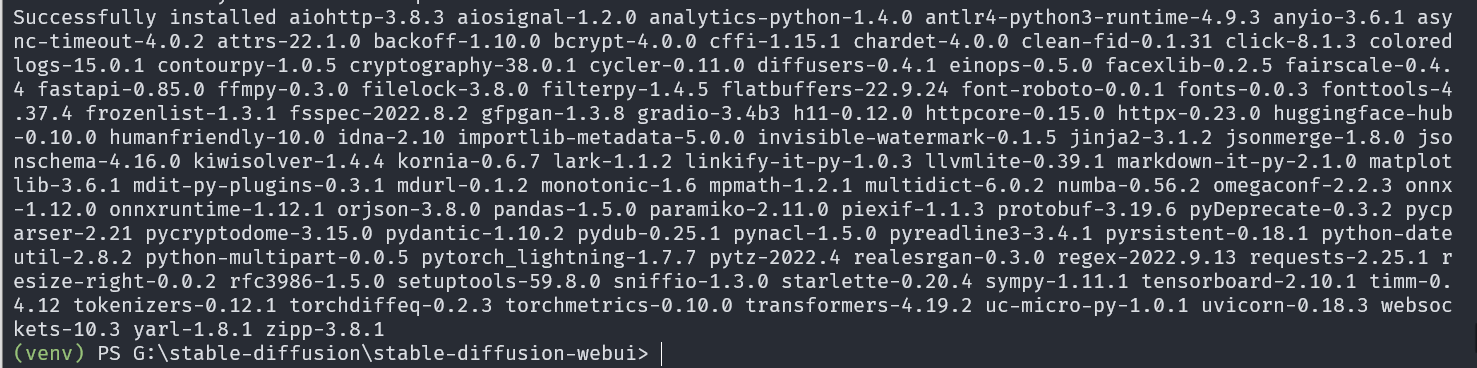 Successfully installed aiohttp-3.8.3 aiosignal-1.2.0 analytics-python-1.4.0 antlr4-python3-runtime-4.9.3 anyio-3.6.1 asy
nc-timeout-4.0.2 attrs-22.1.0 backoff-1.10.0 bcrypt-4.0.0 cffi-1.15.1 chardet-4.0.0 clean-fid-0.1.31 click-8.1.3 colored
logs-15.0.1 contourpy-1.0.5 cryptography-38.0.1 cycler-0.11.0 diffusers-0.4.1 einops-0.5.0 facexlib-0.2.5 fairscale-0.4.
4 fastapi-0.85.0 ffmpy-0.3.0 filelock-3.8.0 filterpy-1.4.5 flatbuffers-22.9.24 font-roboto-0.0.1 fonts-0.0.3 fonttools-4
.37.4 frozenlist-1.3.1 fsspec-2022.8.2 gfpgan-1.3.8 gradio-3.4b3 h11-0.12.0 httpcore-0.15.0 httpx-0.23.0 huggingface-hub
-0.10.0 humanfriendly-10.0 idna-2.10 importlib-metadata-5.0.0 invisible-watermark-0.1.5 jinja2-3.1.2 jsonmerge-1.8.0 jso
nschema-4.16.0 kiwisolver-1.4.4 kornia-0.6.7 lark-1.1.2 linkify-it-py-1.0.3 llvmlite-0.39.1 markdown-it-py-2.1.0 matplot
lib-3.6.1 mdit-py-plugins-0.3.1 mdurl-0.1.2 monotonic-1.6 mpmath-1.2.1 multidict-6.0.2 numba-0.56.2 omegaconf-2.2.3 onnx
-1.12.0 onnxruntime-1.12.1 orjson-3.8.0 pandas-1.5.0 paramiko-2.11.0 piexif-1.1.3 protobuf-3.19.6 pyDeprecate-0.3.2 pycp
arser-2.21 pycryptodome-3.15.0 pydantic-1.10.2 pydub-0.25.1 pynacl-1.5.0 pyreadline3-3.4.1 pyrsistent-0.18.1 python-date
util-2.8.2 python-multipart-0.0.5 pytorch_lightning-1.7.7 pytz-2022.4 realesrgan-0.3.0 regex-2022.9.13 requests-2.25.1 r
esize-right-0.0.2 rfc3986-1.5.0 setuptools-59.8.0 sniffio-1.3.0 starlette-0.20.4 sympy-1.11.1 tensorboard-2.10.1 timm-0.
4.12 tokenizers-0.12.1 torchdiffeq-0.2.3 torchmetrics-0.10.0 transformers-4.19.2 uc-micro-py-1.0.1 uvicorn-0.18.3 websoc
kets-10.3 yarl-1.8.1 zipp-3.8.1
(venv) PS G:\stable-diffusion\stable-diffusion-webui>